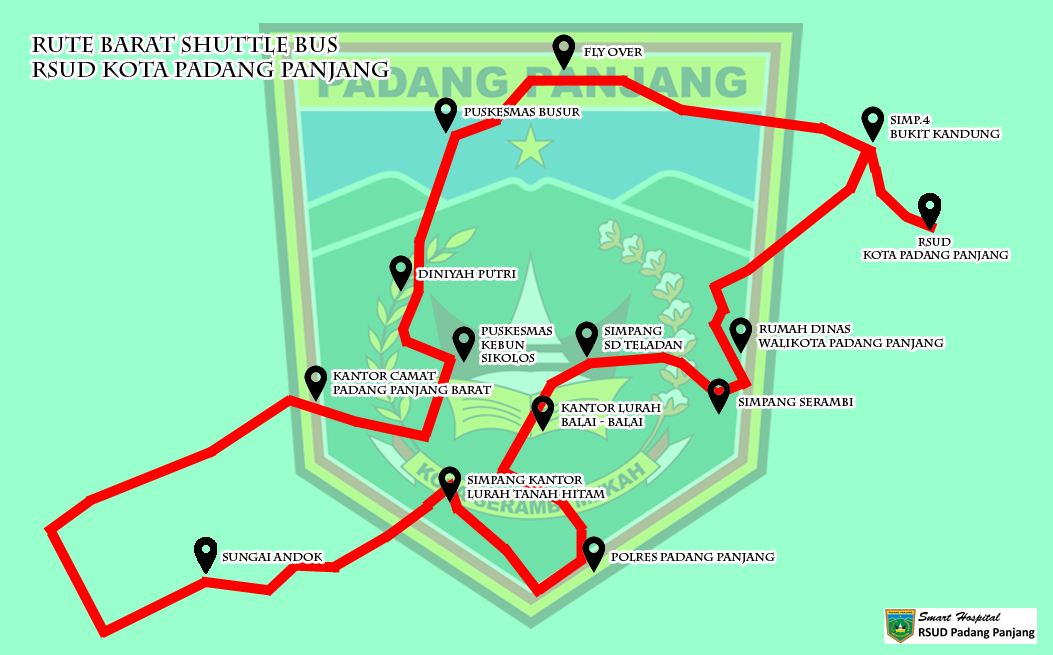 RUTE BARAT SHUTTLE BUS
RSUD KOTA PADANG PANJANG
FLY OVER
PADANG PANJANG
PUSKESMAS BUSUR
SIMP.4
BUKIT KANDUNG
RSUD
KOTA PADANG PANJANG
DINIYAH PUTRI
PUSKESMAS
KEBUN
SIKOLOS
SIMPANG
SD TELADAN
RUMAH DINAS
WALIKOTA PADANG PANJANG
KANTOR CAMAT
PADANG PANJANG BARAT
SIMPANG SERAMBI
KANTOR LURAH
BALAI - BALAI
SIMPANG KANTOR
LURAH TANAH HITAM
SERAMBI
SUNGAI ANDOK
POLRES PADANG PANJANG
Smart Hospital
RSUD Padang Panjang